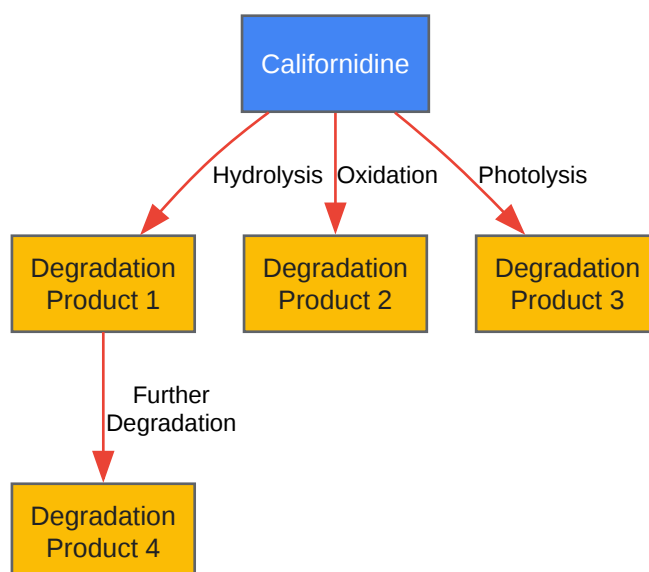 Californidine
Hydrolysis
Oxidation
Photolysis
Degradation
Product 1
Degradation
Product 2
Degradation
Product 3
Further
Degradation
Degradation
Product 4